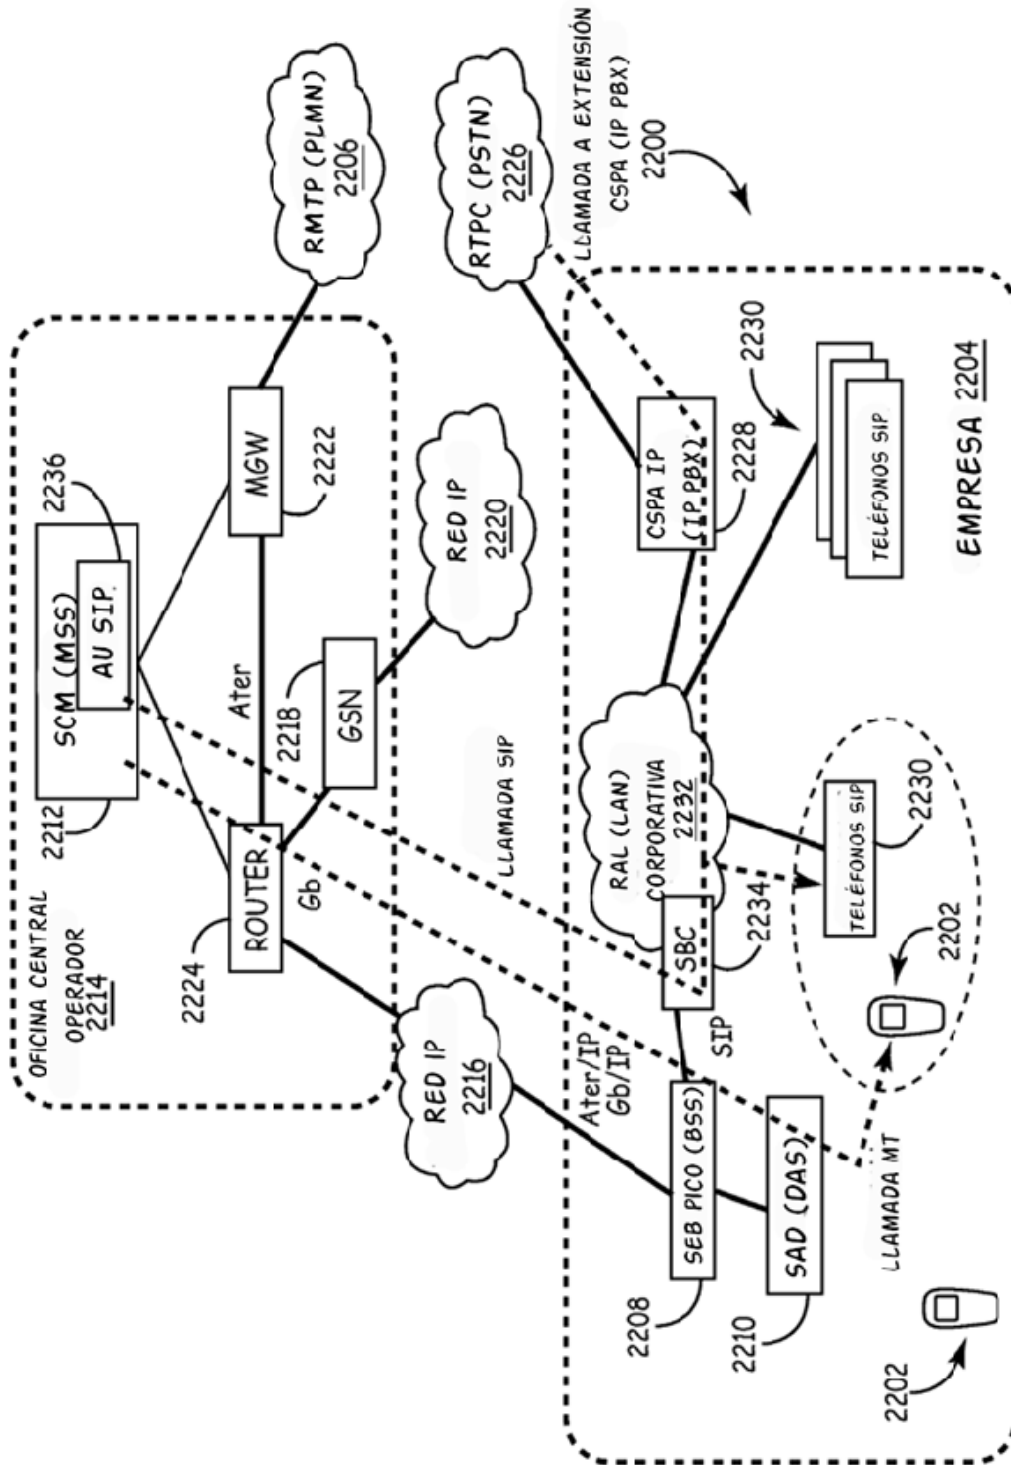 OFICINA CENTRAL
OPERADOR
2214
2212
SCM (MSS)
AU SIP
2236
2224
ROUTER
Ater
MGW
2222
Gb
2218
GSN
RMTP (PLMN)
2206
RED IP
2216
RED IP
2220
RTPC (PSTN)
2226
LLAMADA SIP
LLAMADA A EXTENSIÓN
CSPA (IP PBX)
2200
Ater/IP
Gb/IP
RAL (LAN)
CORPORATIVA
2232
CSPA IP
(IP PBX)
2228
2208
SEB PICO (BSS)
SIP
SBC
2234
2230
2210
SAD (DAS)
TELÉFONOS SIP
2230
TELÉFONOS SIP
LLAMADA MT
2202
2202
EMPRESA 2204